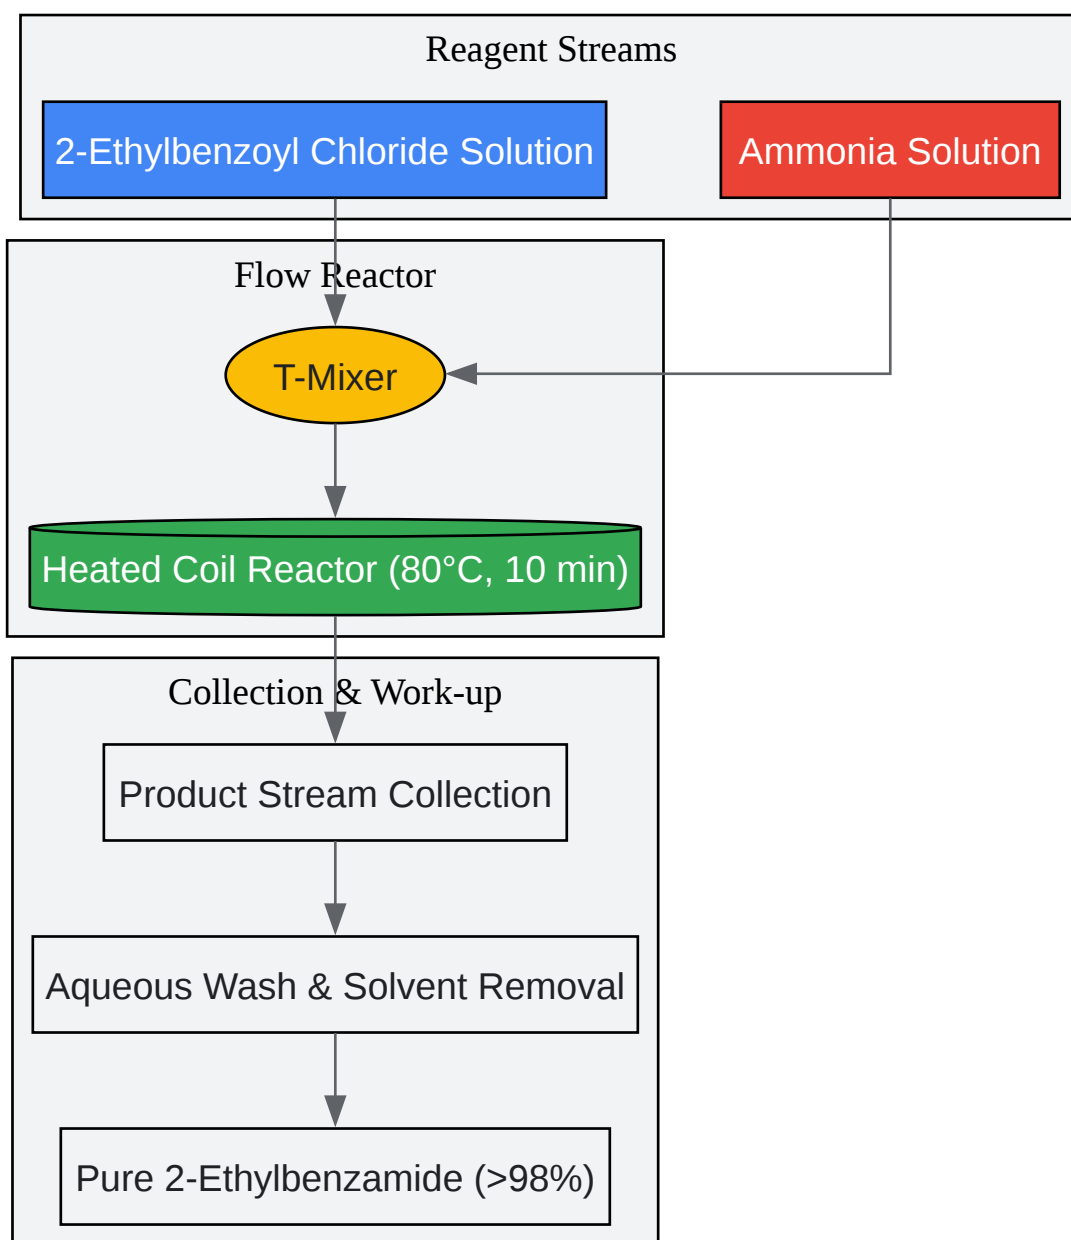 Reagent Streams
2-Ethylbenzoyl Chloride Solution
Ammonia Solution
Flow Reactor
T-Mixer
Heated Coil Reactor (80°C, 10 min)
Collection & Work-up
Product Stream Collection
Aqueous Wash & Solvent Removal
Pure 2-Ethylbenzamide (>98%)